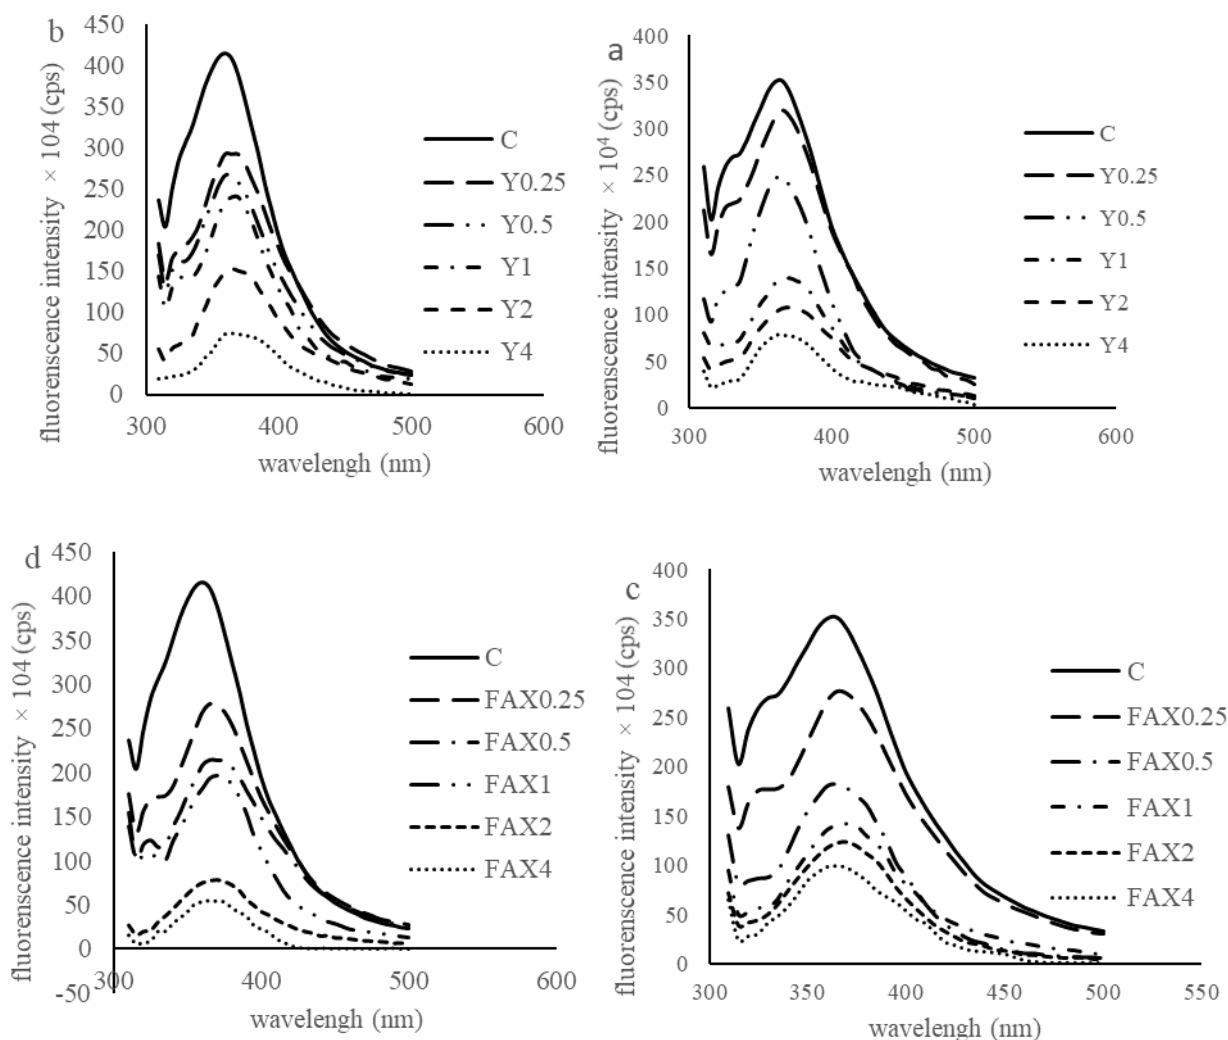 b
450
400
350
300
250
200
150
100
50
0
300
400
500
600
fluorenscence intensity × 104 (cps)
wavelengh (nm)
C
Y0.25
Y0.5
Y1
Y2
Y4
a
400
350
300
250
200
150
100
50
0
300
400
500
600
fluorenscence intensity × 10⁴ (cps)
wavelengh (nm)
C
Y0.25
Y0.5
Y1
Y2
Y4
d
450
400
350
300
250
200
150
100
50
0
-50
300
400
500
600
fluorenscence intensity × 104 (cps)
wavelengh (nm)
C
FAX0.25
FAX0.5
FAX1
FAX2
FAX4
c
400
350
300
250
200
150
100
50
0
300
350
400
450
500
550
fluorenscence intensity × 104 (cps)
wavelengh (nm)
C
FAX0.25
FAX0.5
FAX1
FAX2
FAX4